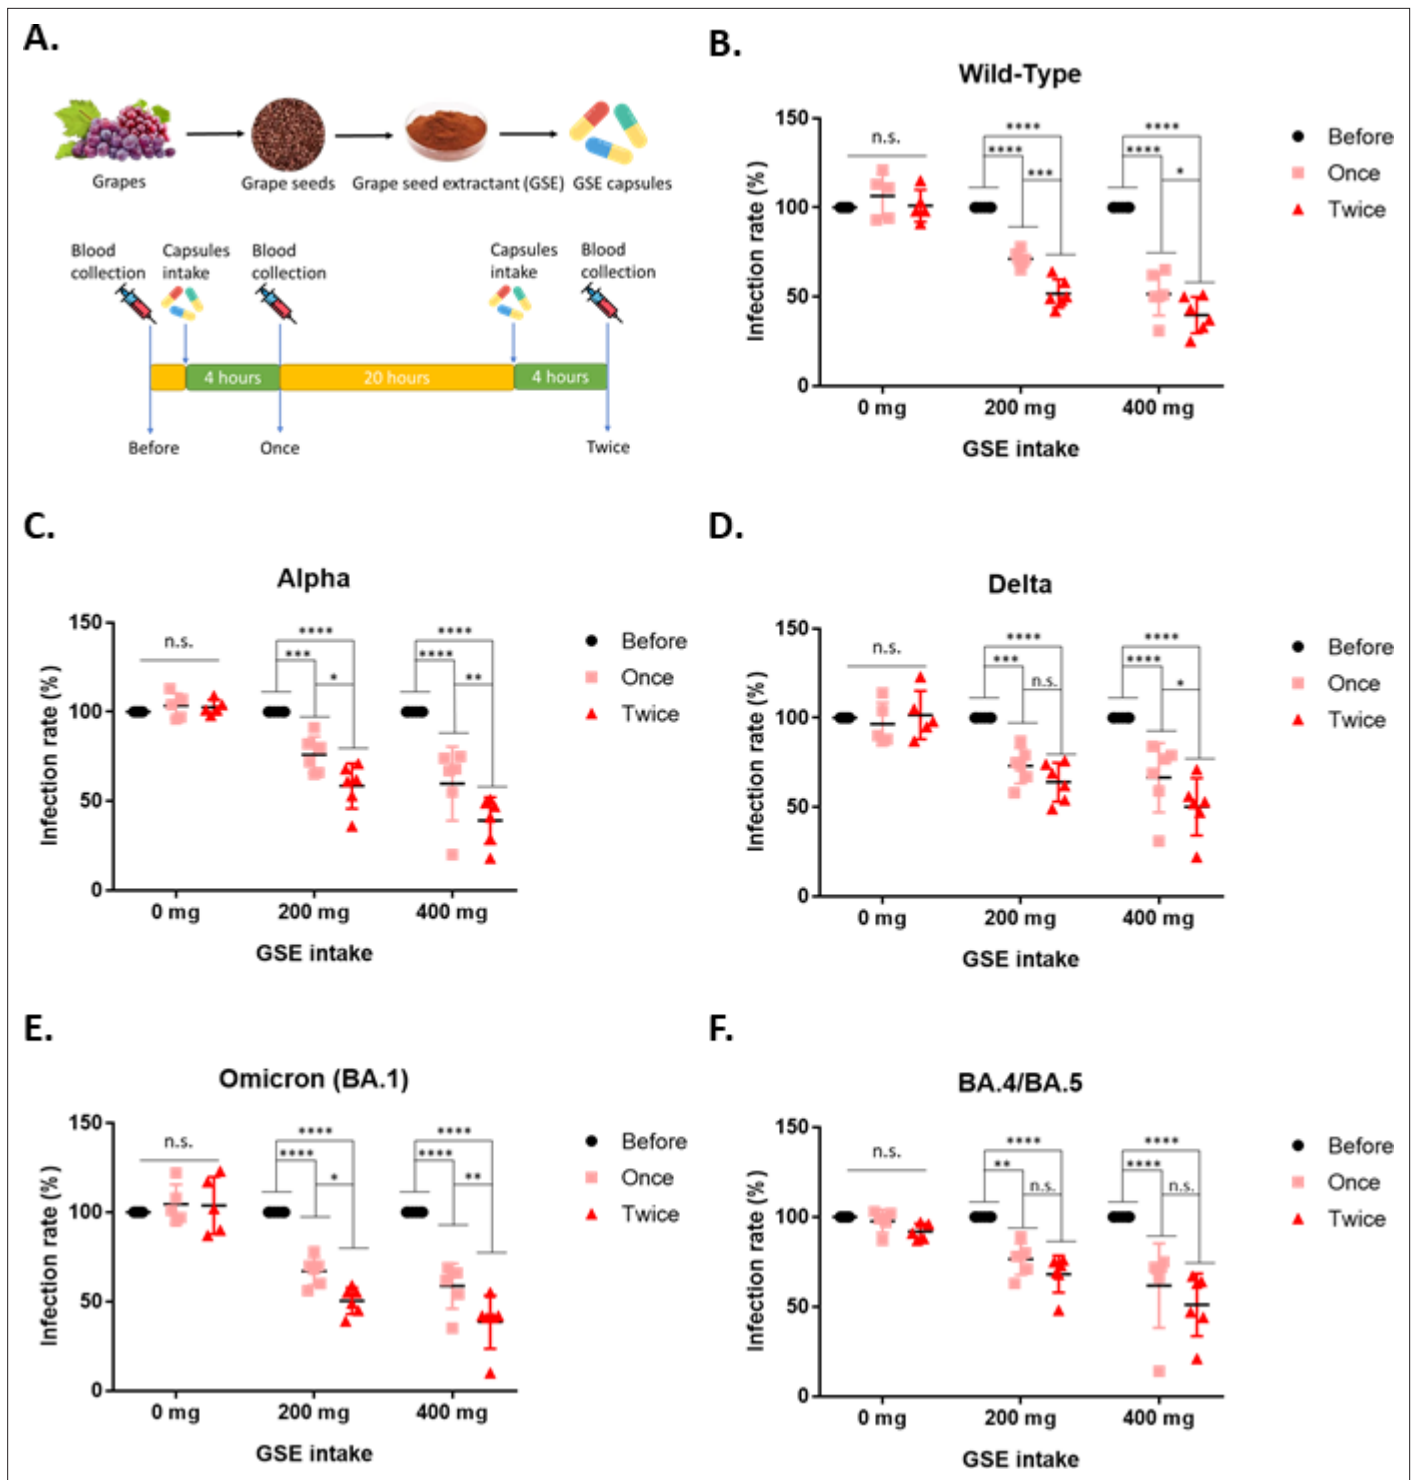 A.
Grapes
Grape seeds
Grape seed extractant (GSE)
GSE capsules
Blood collection
Capsules intake
Blood collection
Capsules intake
Blood collection
4 hours
20 hours
4 hours
Before
Once
Twice
B.
Wild-Type
Infection rate (%)
150
100
50
0
n.s.
****
****
***
****
****
*
Before
Once
Twice
0 mg
200 mg
400 mg
GSE intake
C.
Alpha
Infection rate (%)
150
100
50
0
n.s.
****
***
*
****
****
**
Before
Once
Twice
0 mg
200 mg
400 mg
GSE intake
D.
Delta
Infection rate (%)
150
100
50
0
n.s.
****
***
n.s.
****
****
*
Before
Once
Twice
0 mg
200 mg
400 mg
GSE intake
E.
Omicron (BA.1)
Infection rate (%)
150
100
50
0
n.s.
****
****
*
****
****
**
Before
Once
Twice
0 mg
200 mg
400 mg
GSE intake
F.
BA.4/BA.5
Infection rate (%)
150
100
50
0
n.s.
****
**
n.s.
****
****
n.s.
Before
Once
Twice
0 mg
200 mg
400 mg
GSE intake